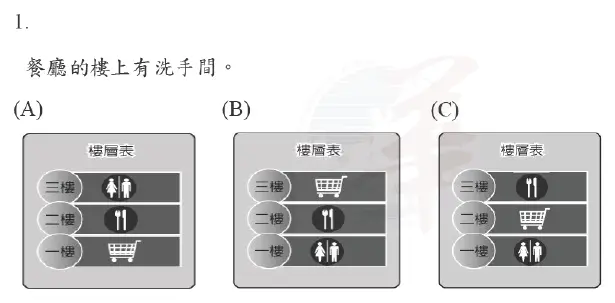 1.
餐廳的樓上有洗手間。
(A) (B) (C)
樓層表 樓層表 樓層表
三樓 三樓 三樓
二樓 二樓 二樓
一樓 一樓 一樓